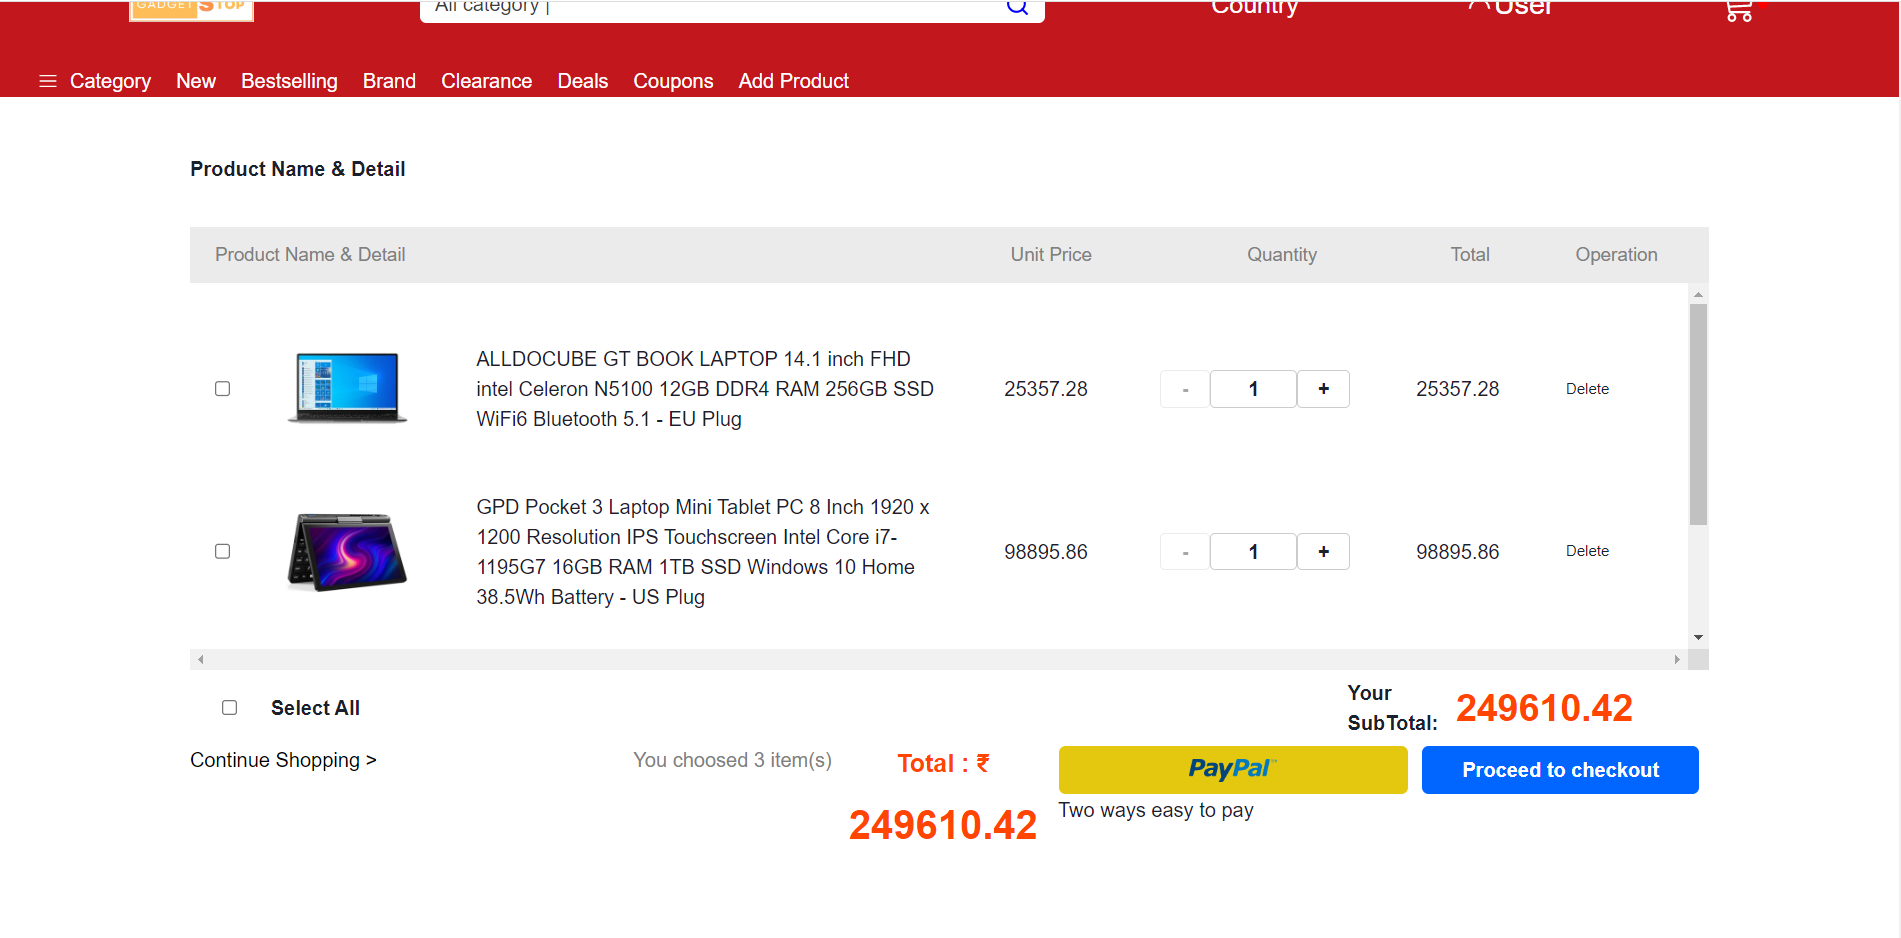 GADGET STOP
All category |
Country
User
Category New Bestselling Brand Clearance Deals Coupons Add Product
Product Name & Detail
Product Name & Detail Unit Price Quantity Total Operation
ALLDOCUBE GT BOOK LAPTOP 14.1 inch FHD
intel Celeron N5100 12GB DDR4 RAM 256GB SSD
WiFi6 Bluetooth 5.1 - EU Plug
25357.28 - 1 + 25357.28 Delete
GPD Pocket 3 Laptop Mini Tablet PC 8 Inch 1920 x
1200 Resolution IPS Touchscreen Intel Core i7-
1195G7 16GB RAM 1TB SSD Windows 10 Home
38.5Wh Battery - US Plug
98895.86 - 1 + 98895.86 Delete
Select All
Your
SubTotal:
249610.42
Continue Shopping >
You choosed 3 item(s)
Total : ₹
249610.42
PayPal™
Proceed to checkout
Two ways easy to pay